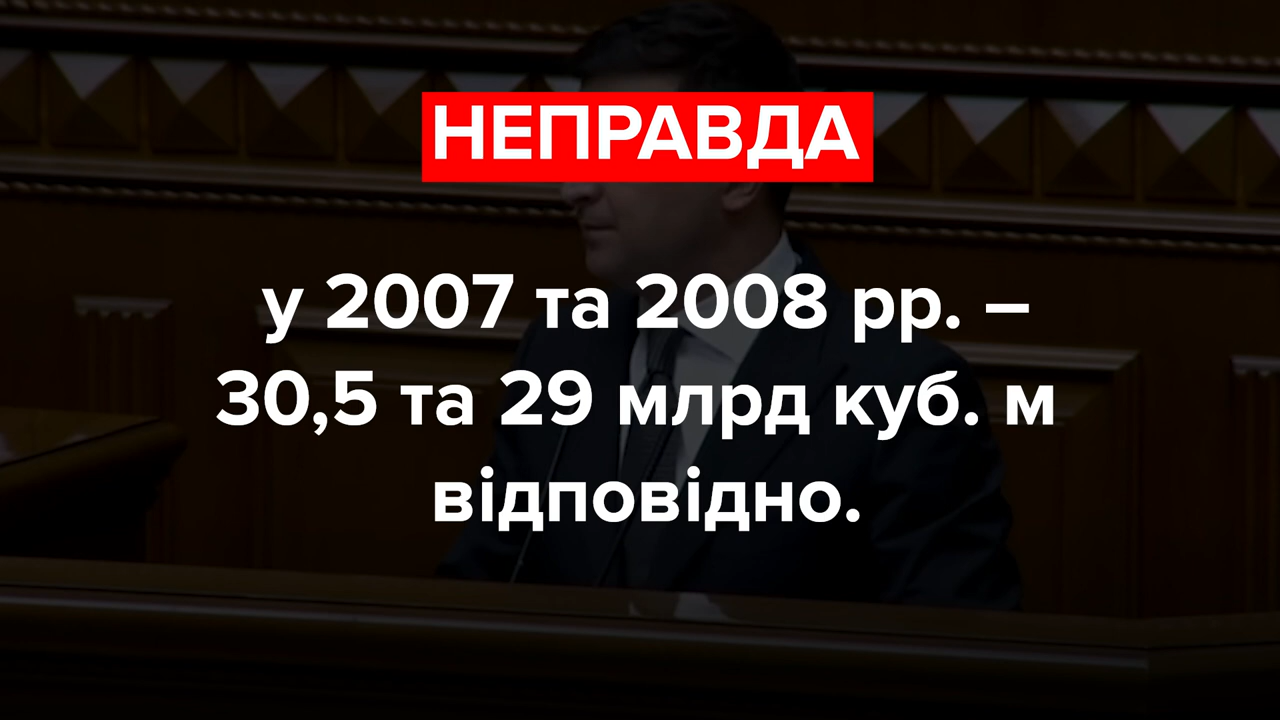 НЕПРАВДА
у 2007 та 2008 рр. –
30,5 та 29 млрд куб. м
відповідно.